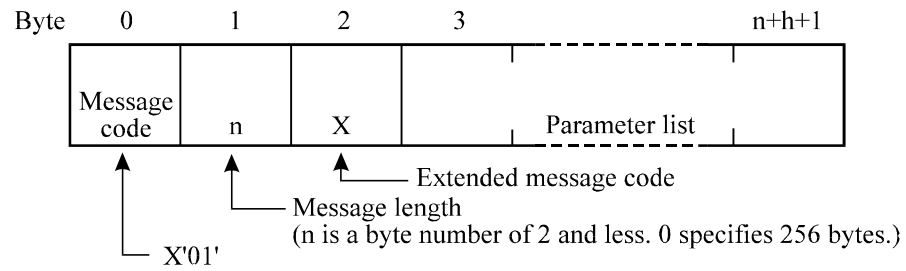 Byte 0 1 2 3 n+h+1
Message code n X Parameter list
Extended message code
Message length
(n is a byte number of 2 and less. 0 specifies 256 bytes.)
X'01'